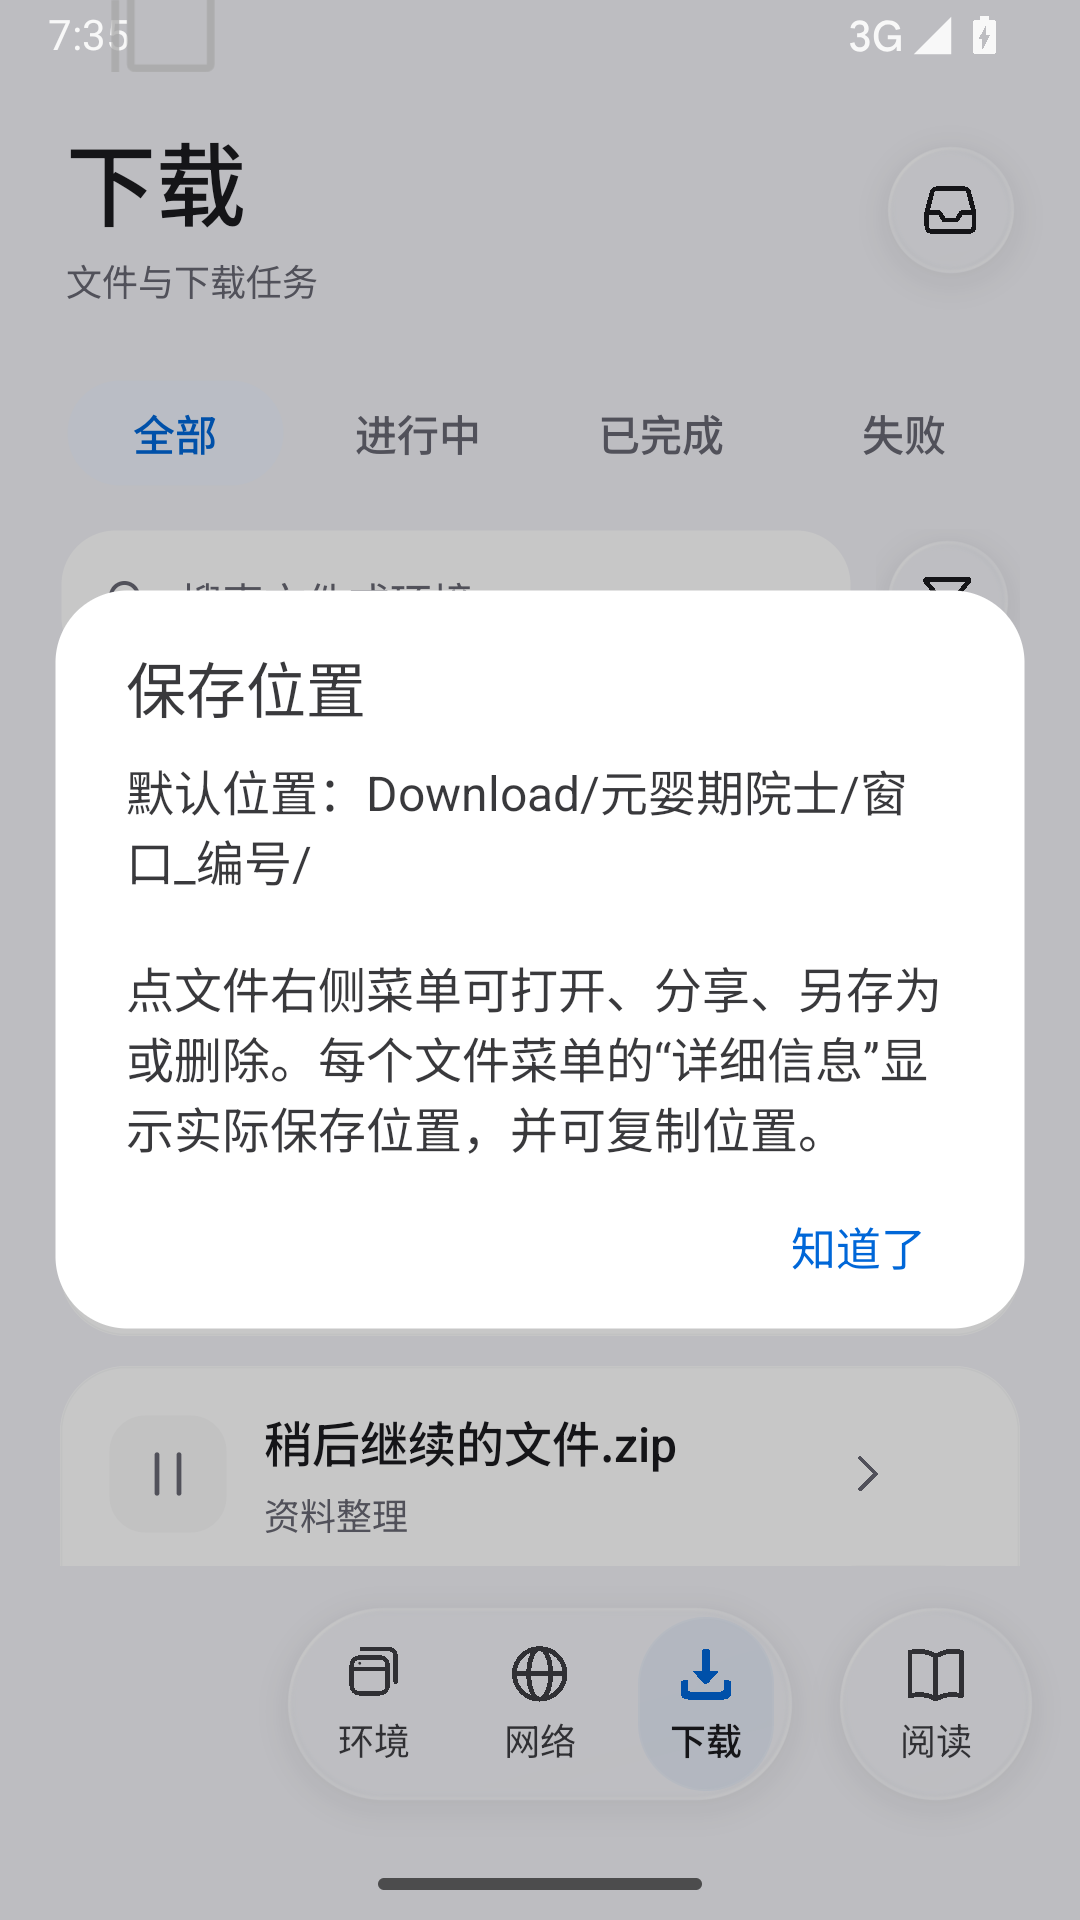 7:35
3G
下载
文件与下载任务
全部
进行中
已完成
失败
保存位置
默认位置：Download/元婴期院士/窗
口_编号/
点文件右侧菜单可打开、分享、另存为
或删除。每个文件菜单的“详细信息”显
示实际保存位置，并可复制位置。
知道了
稍后继续的文件.zip
资料整理
环境
网络
下载
阅读